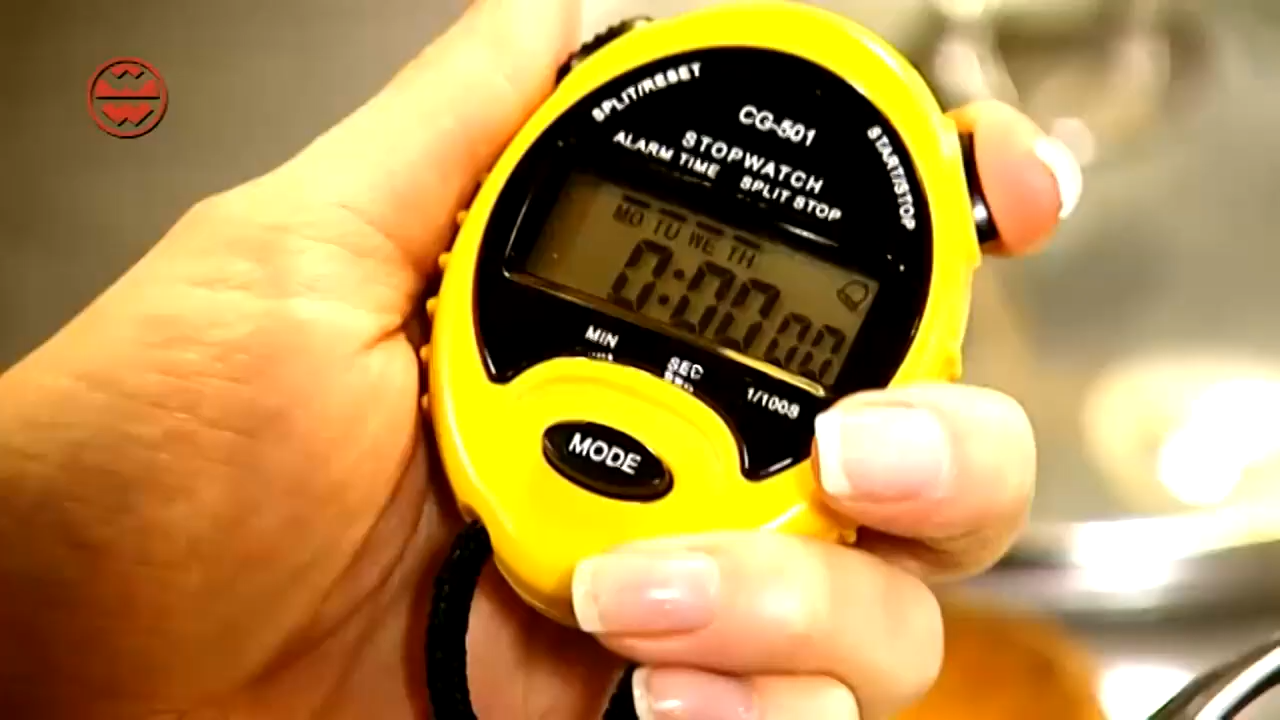 SPLIT/RESET
CG-501
START/STOP
STOPWATCH
ALARM TIME SPLIT STOP
MO TU WE TH
0:00 00
MIN SEC 1/100S
MODE